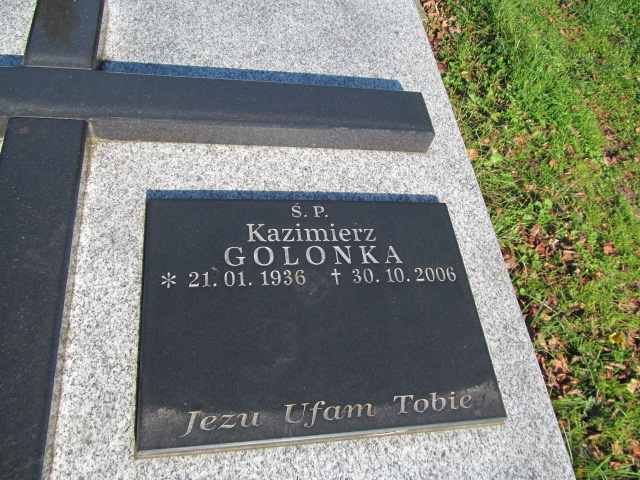 Ś. P.
Kazimierz
GOLONKA
* 21. 01. 1936 † 30. 10. 2006
Jezu Ufam Tobie